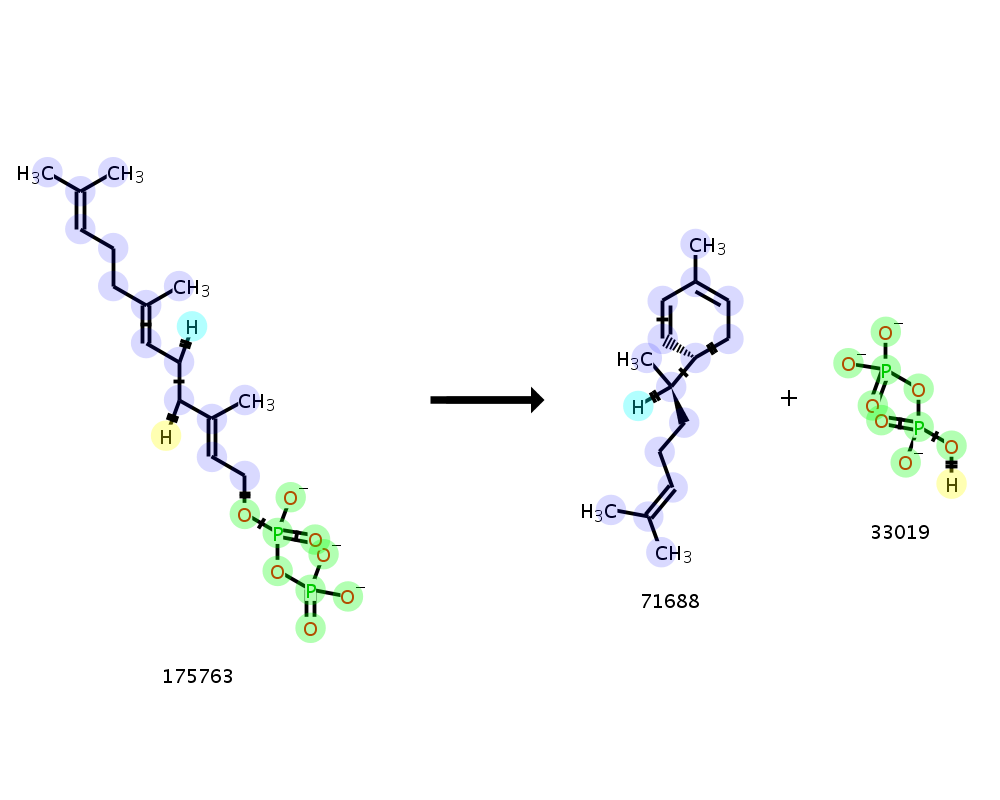 H₃C CH₃
CH₃
H
CH₃
H
O O⁻
P O
O⁻
O P O⁻
O
175763
→
CH₃
H₃C
H
H₃C
CH₃
71688
+
O⁻
O⁻ P
O O
O P O
O⁻ H
33019